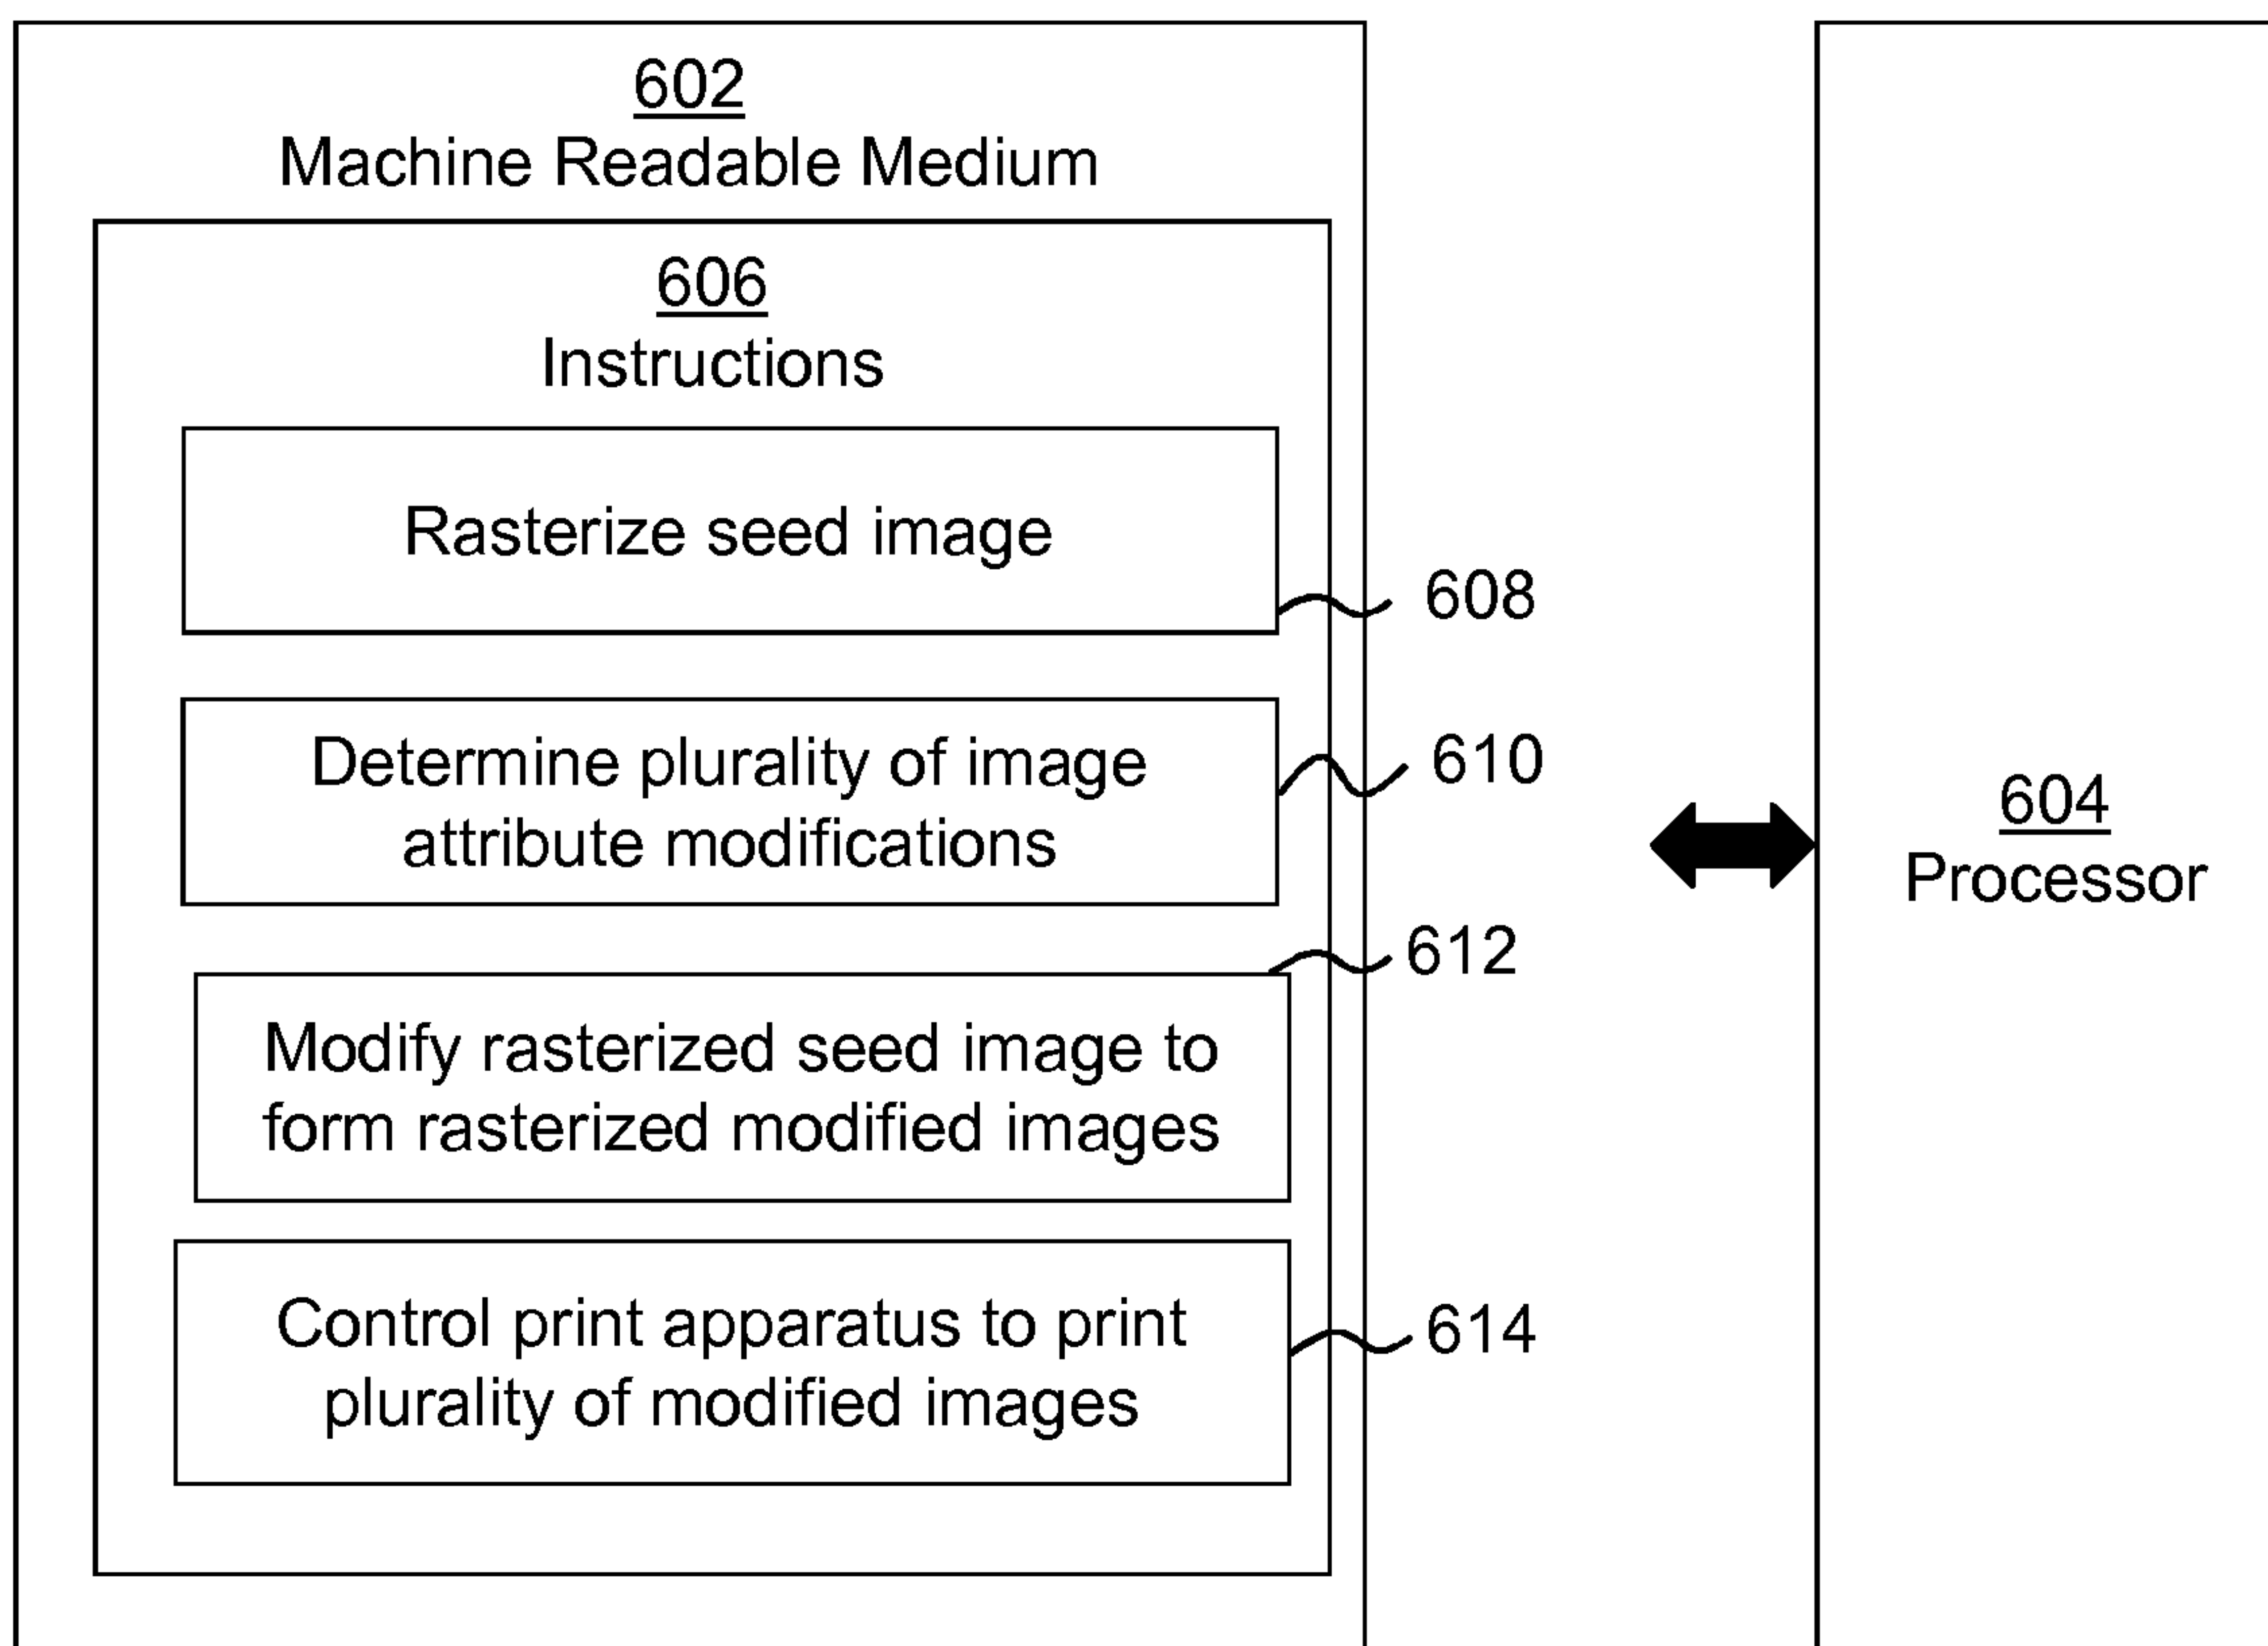 602
Machine Readable Medium
606
Instructions
Rasterize seed image
608
Determine plurality of image
attribute modifications
610
612
Modify rasterized seed image to
form rasterized modified images
Control print apparatus to print
plurality of modified images
614
604
Processor